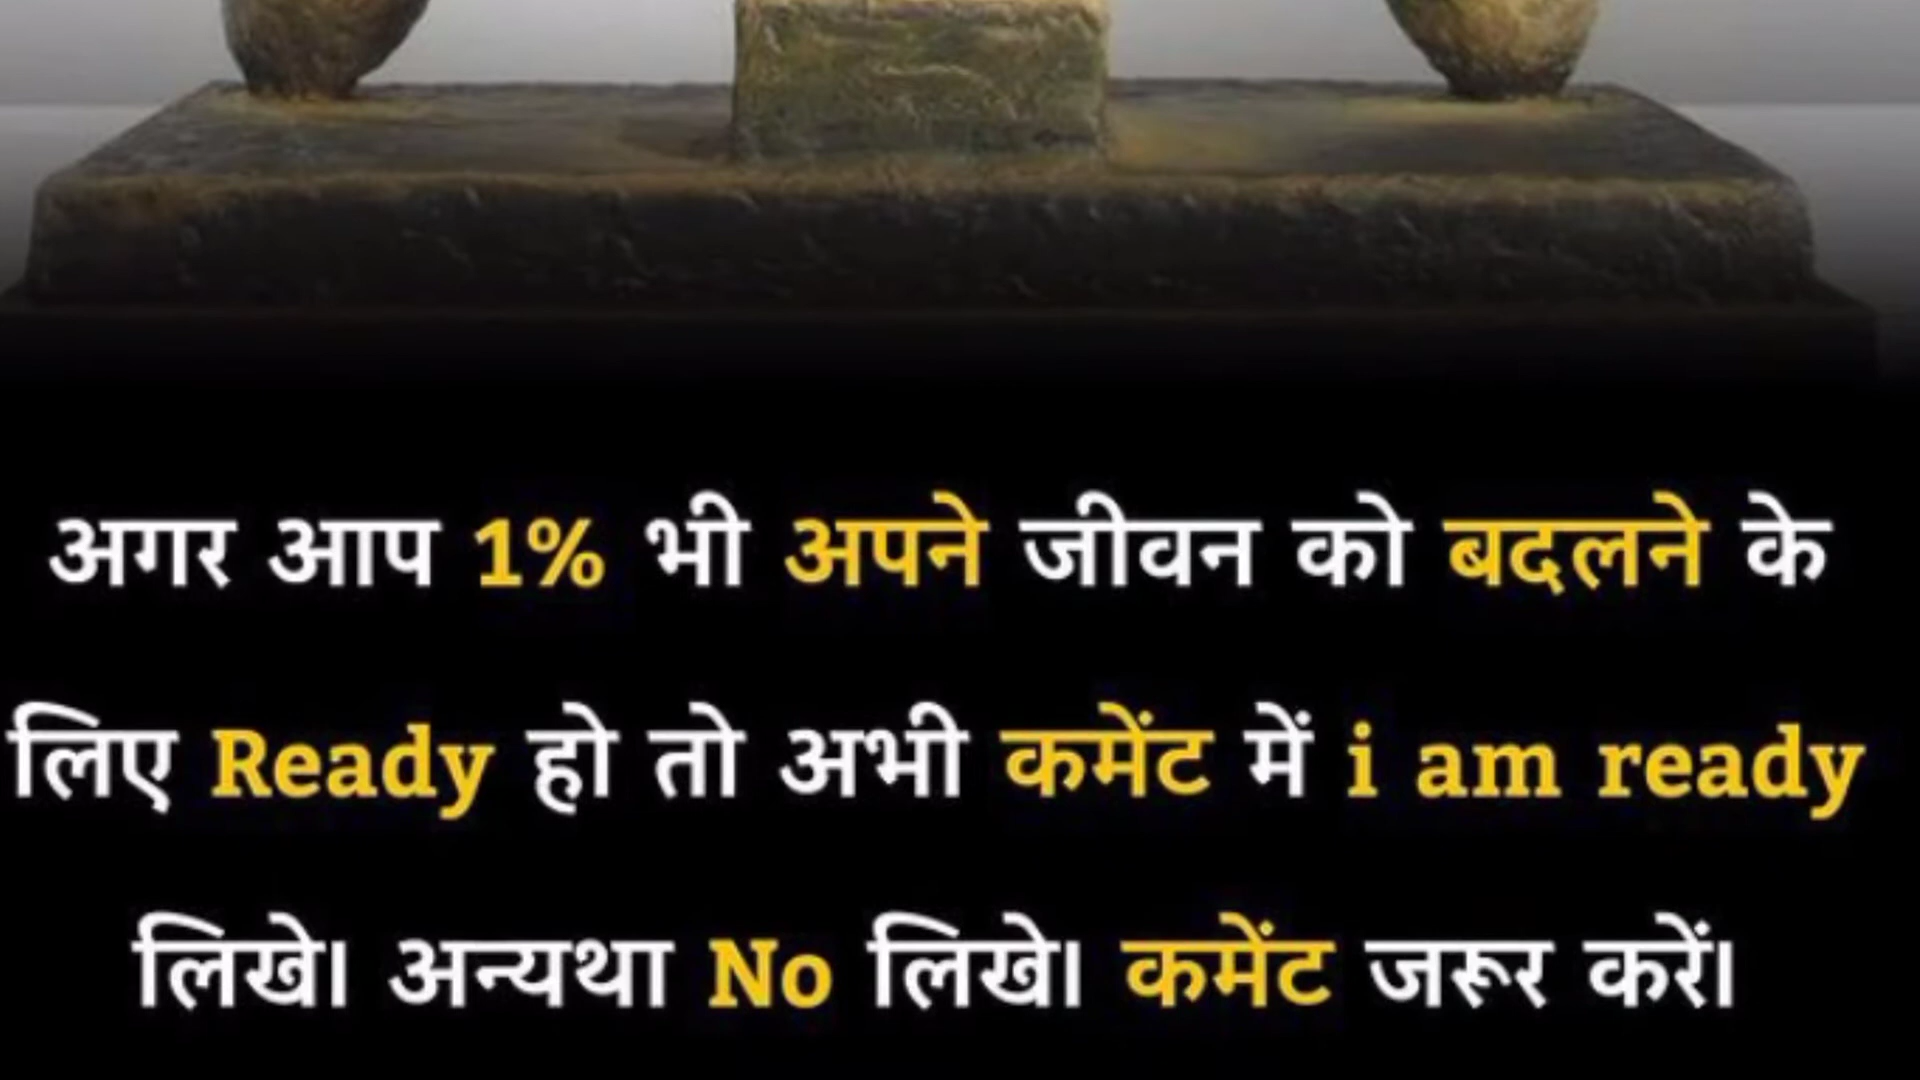 अगर आप 1% भी अपने जीवन को बदलने के
लिए Ready हो तो अभी कमेंट में i am ready
लिखे। अन्यथा No लिखे। कमेंट जरूर करें।